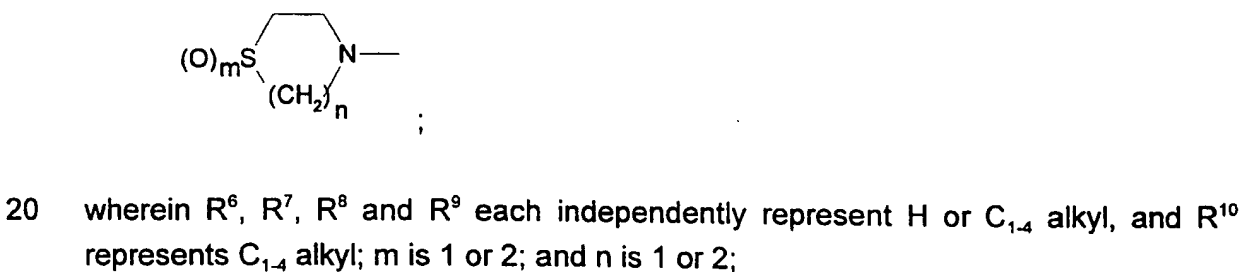 (O)mS N
(CH₂)n
;
20 wherein R⁶, R⁷, R⁸ and R⁹ each independently represent H or C₁₋₄ alkyl, and R¹⁰
represents C₁₋₄ alkyl; m is 1 or 2; and n is 1 or 2;